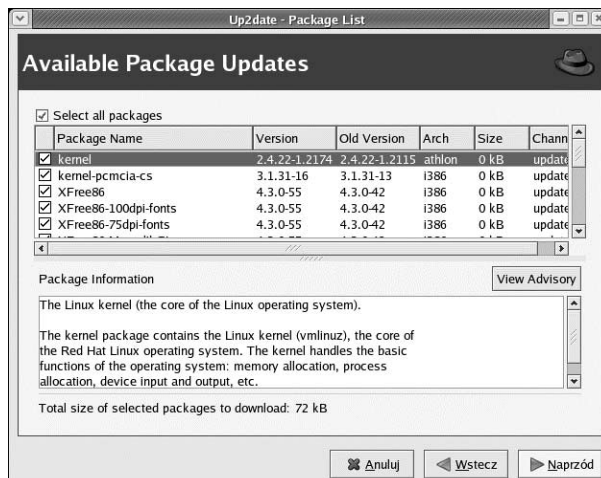 Up2date - Package List
Available Package Updates
Select all packages
Package Name Version Old Version Arch Size Chann
kernel 2.4.22-1.2174 2.4.22-1.2115 athlon 0 kB update
kernel-pcmcia-cs 3.1.31-16 3.1.31-13 i386 0 kB update
XFree86 4.3.0-55 4.3.0-42 i386 0 kB update
XFree86-100dpi-fonts 4.3.0-55 4.3.0-42 i386 0 kB update
XFree86-75dpi-fonts 4.3.0-55 4.3.0-42 i386 0 kB update
Package Information
View Advisory
The Linux kernel (the core of the Linux operating system).
The kernel package contains the Linux kernel (vmlinuz), the core of
the Red Hat Linux operating system. The kernel handles the basic
functions of the operating system: memory allocation, process
allocation, device input and output, etc.
Total size of selected packages to download: 72 kB
Anuluj
Wstecz
Naprzód